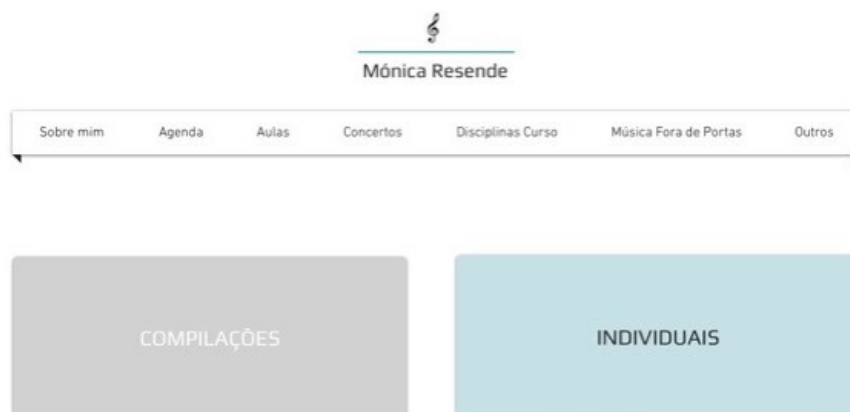 Mónica Resende
Sobre mim Agenda Aulas Concertos Disciplinas Curso Música Fora de Portas Outros
COMPILAÇÕES INDIVIDUAIS